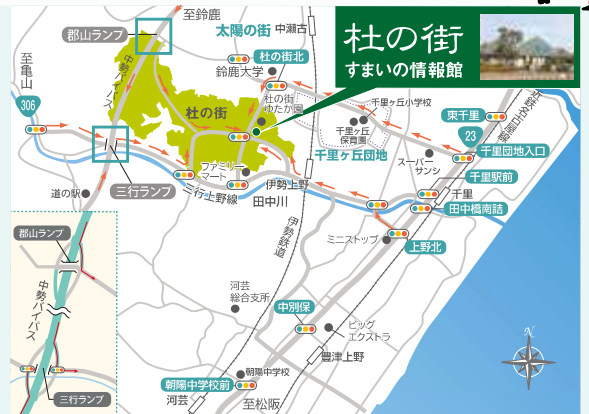 至鈴鹿
郡山ランプ
太陽の街
中瀬古
杜の街
すまいの情報館
至亀山
306
中勢バイパス
鈴鹿大学
杜の街北
杜の街
ゆたか園
杜の街
千里ヶ丘小学校
千里ヶ丘
保育園
千里ヶ丘団地
東千里
近鉄名古屋線
23
千里団地入口
スーパー
サンシ
千里駅前
千里
田中橋南詰
ファミリー
マート
伊勢上野
三行ランプ
三行上野線
田中川
道の駅
伊勢鉄道
ミニストップ
上野北
郡山ランプ
中勢バイパス
三行ランプ
河芸
総合支所
中別保
ビッグ
エクストラ
豊津上野
朝陽中学校
朝陽中学校前
河芸
至松阪
N